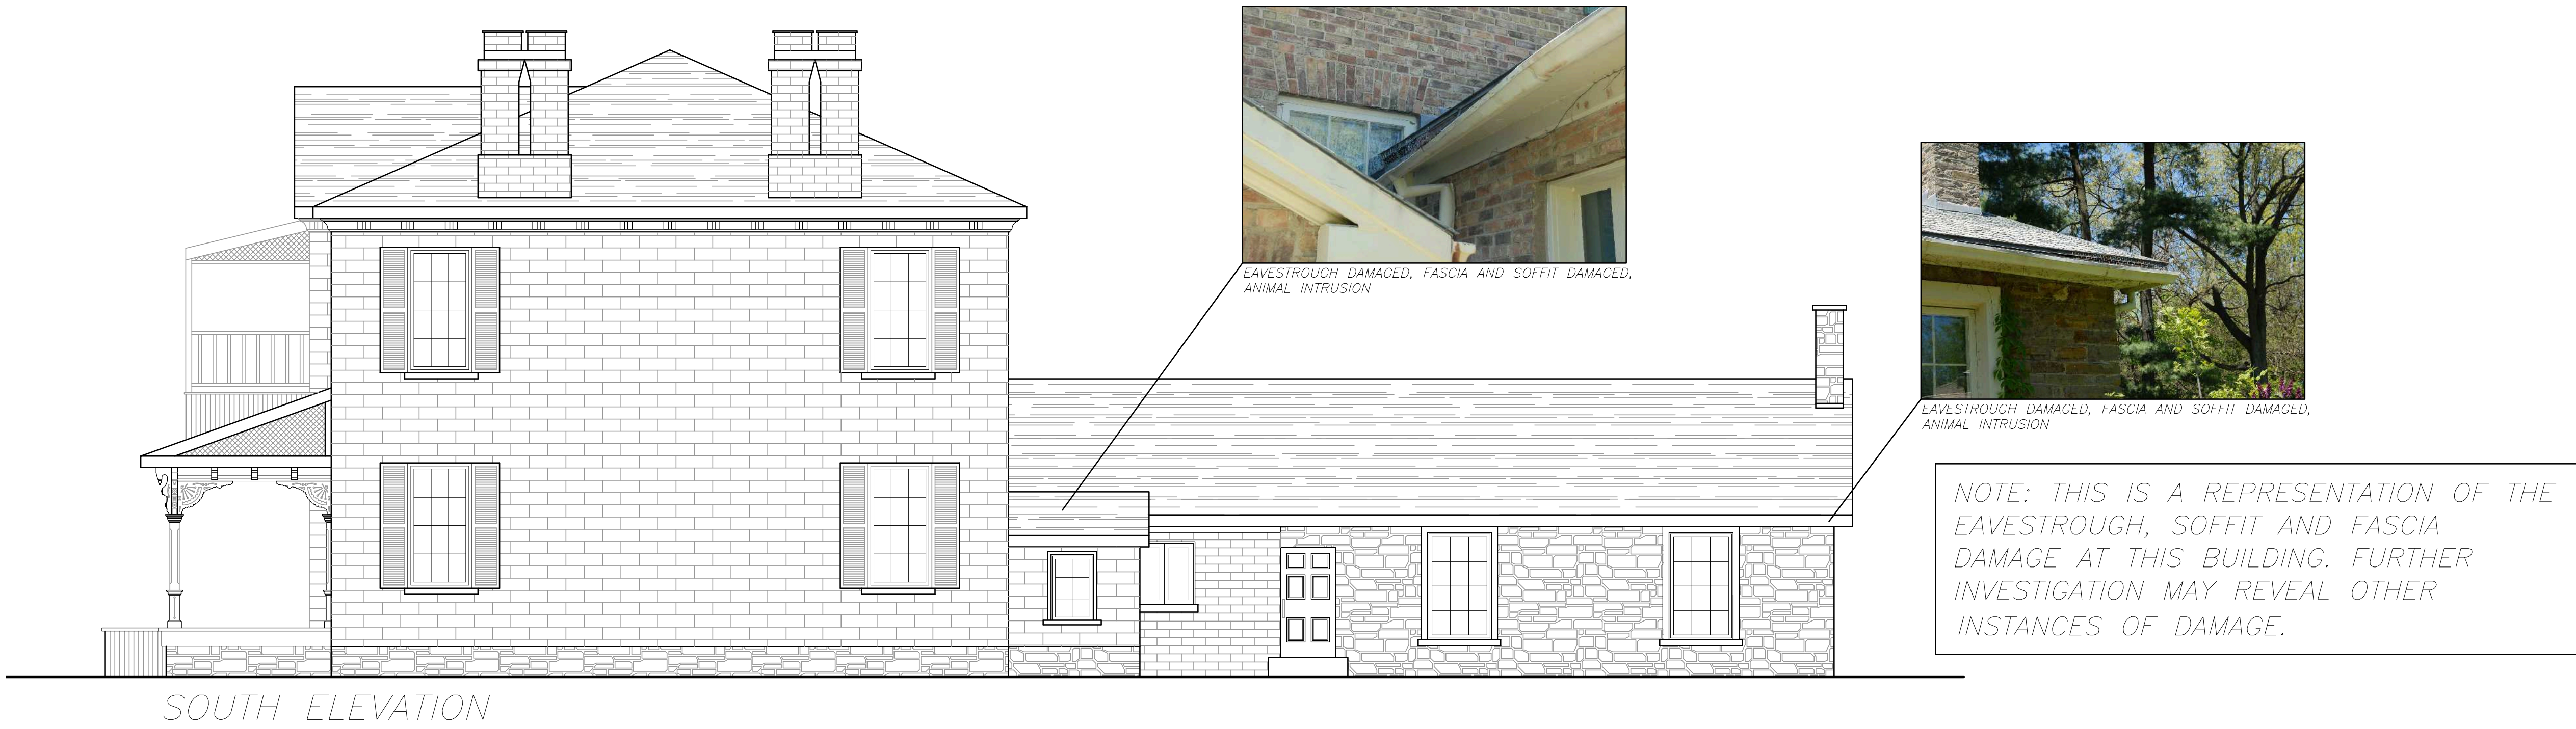 EAVESTROUGH DAMAGED, FASCIA AND SOFFIT DAMAGED,
ANIMAL INTRUSION
EAVESTROUGH DAMAGED, FASCIA AND SOFFIT DAMAGED,
ANIMAL INTRUSION
NOTE: THIS IS A REPRESENTATION OF THE
EAVESTROUGH, SOFFIT AND FASCIA
DAMAGE AT THIS BUILDING. FURTHER
INVESTIGATION MAY REVEAL OTHER
INSTANCES OF DAMAGE.
SOUTH ELEVATION